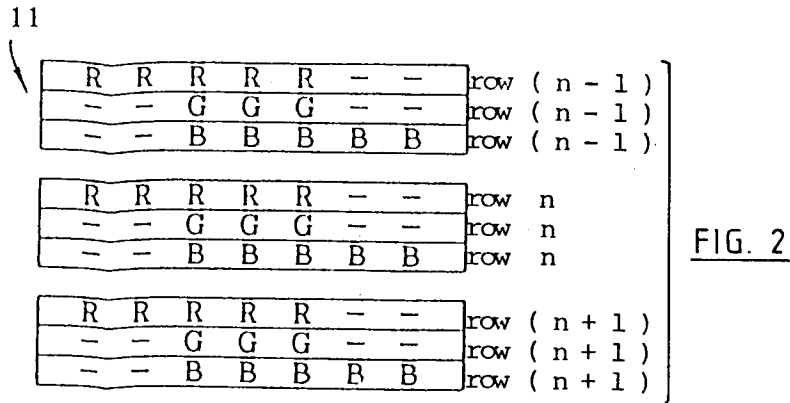 11
R R R R R – – row ( n - 1 )
– – G G G – – row ( n - 1 )
– – B B B B B row ( n - 1 )
R R R R R – – row n
– – G G G – – row n
– – B B B B B row n
FIG. 2
R R R R R – – row ( n + 1 )
– – G G G – – row ( n + 1 )
– – B B B B B row ( n + 1 )